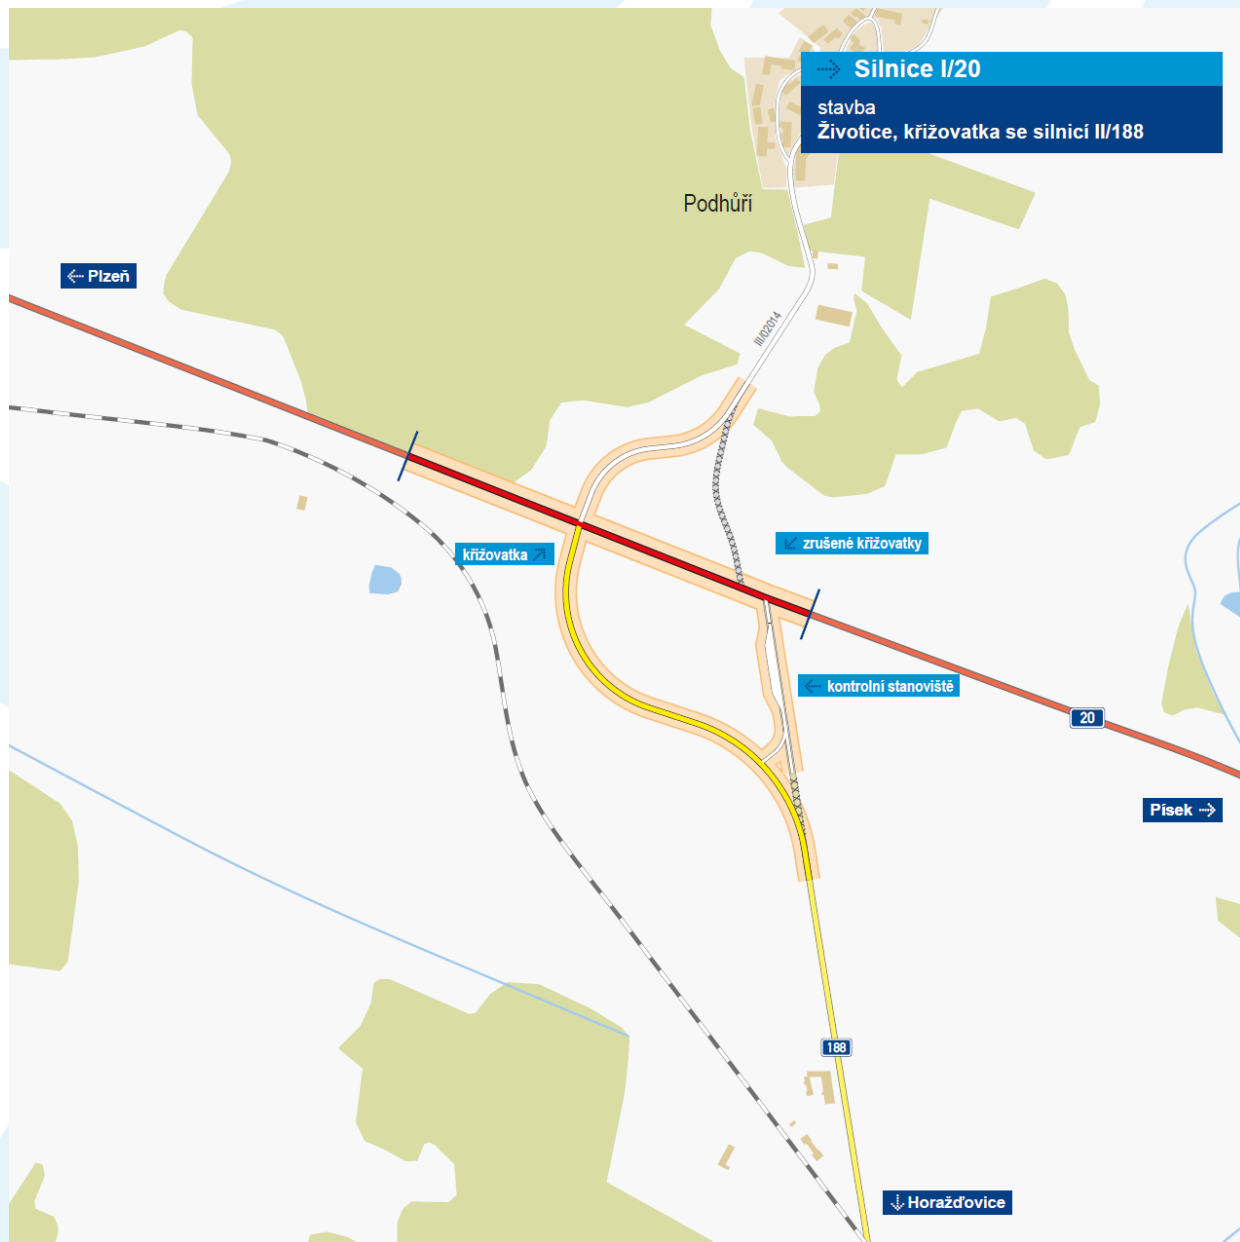 Silnice I/20
stavba
Životice, křižovatka se silnicí II/188
Podhůří
Plzeň
III/02014
křižovatka
zrušené křižovatky
kontrolní stanoviště
20
Písek
188
Horažďovice